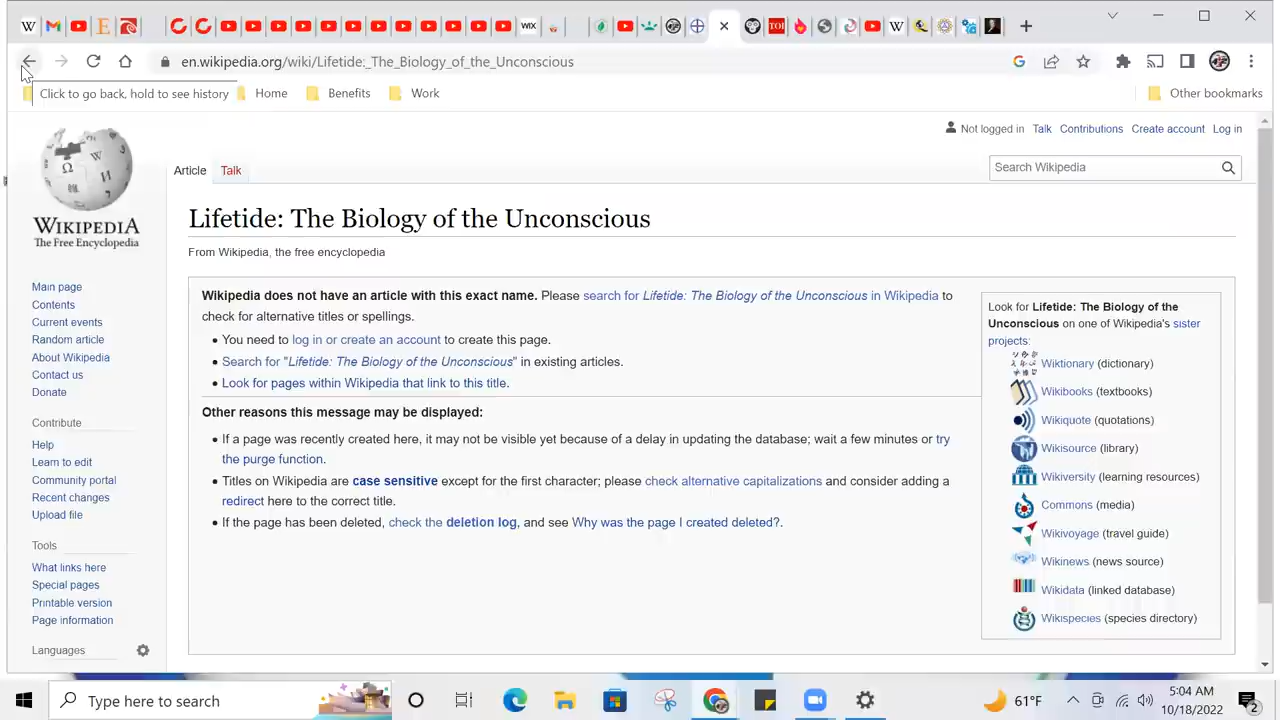 en.wikipedia.org/wiki/Lifetide:_The_Biology_of_the_Unconscious
Click to go back, hold to see history
Home
Benefits
Work
Other bookmarks
Not logged in Talk Contributions Create account Log in
Article Talk
Search Wikipedia
WIKIPEDIA
The Free Encyclopedia
Lifetide: The Biology of the Unconscious
From Wikipedia, the free encyclopedia
Main page
Contents
Current events
Random article
About Wikipedia
Contact us
Donate
Contribute
Help
Learn to edit
Community portal
Recent changes
Upload file
Tools
What links here
Special pages
Printable version
Page information
Languages
Wikipedia does not have an article with this exact name. Please search for Lifetide: The Biology of the Unconscious in Wikipedia to
check for alternative titles or spellings.
You need to log in or create an account to create this page.
Search for "Lifetide: The Biology of the Unconscious" in existing articles.
Look for pages within Wikipedia that link to this title.
Other reasons this message may be displayed:
If a page was recently created here, it may not be visible yet because of a delay in updating the database; wait a few minutes or try
the purge function.
Titles on Wikipedia are case sensitive except for the first character; please check alternative capitalizations and consider adding a
redirect here to the correct title.
If the page has been deleted, check the deletion log, and see Why was the page I created deleted?.
Look for Lifetide: The Biology of the
Unconscious on one of Wikipedia's sister
projects:
Wiktionary (dictionary)
Wikibooks (textbooks)
Wikiquote (quotations)
Wikisource (library)
Wikiversity (learning resources)
Commons (media)
Wikivoyage (travel guide)
Wikinews (news source)
Wikidata (linked database)
Wikispecies (species directory)
Type here to search
61°F
5:04 AM
10/18/2022
2